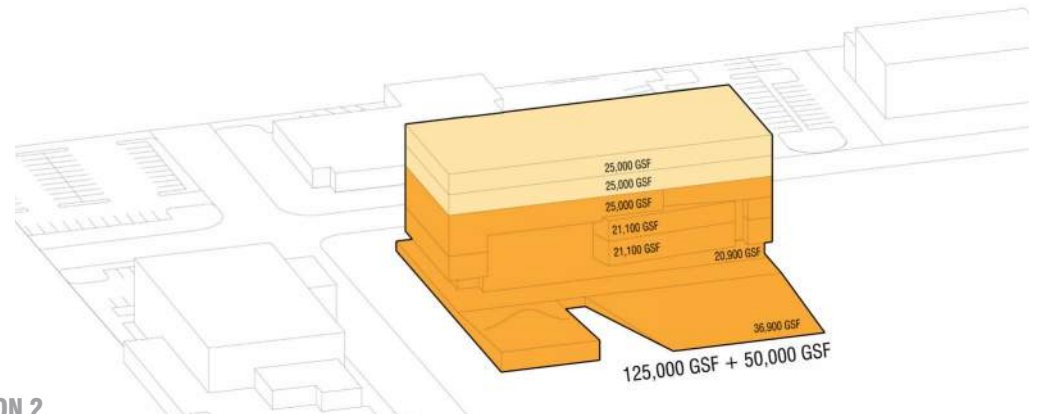 25,000 GSF
25,000 GSF
25,000 GSF
21,100 GSF
21,100 GSF
20,900 GSF
36,900 GSF
125,000 GSF + 50,000 GSF
ON 2